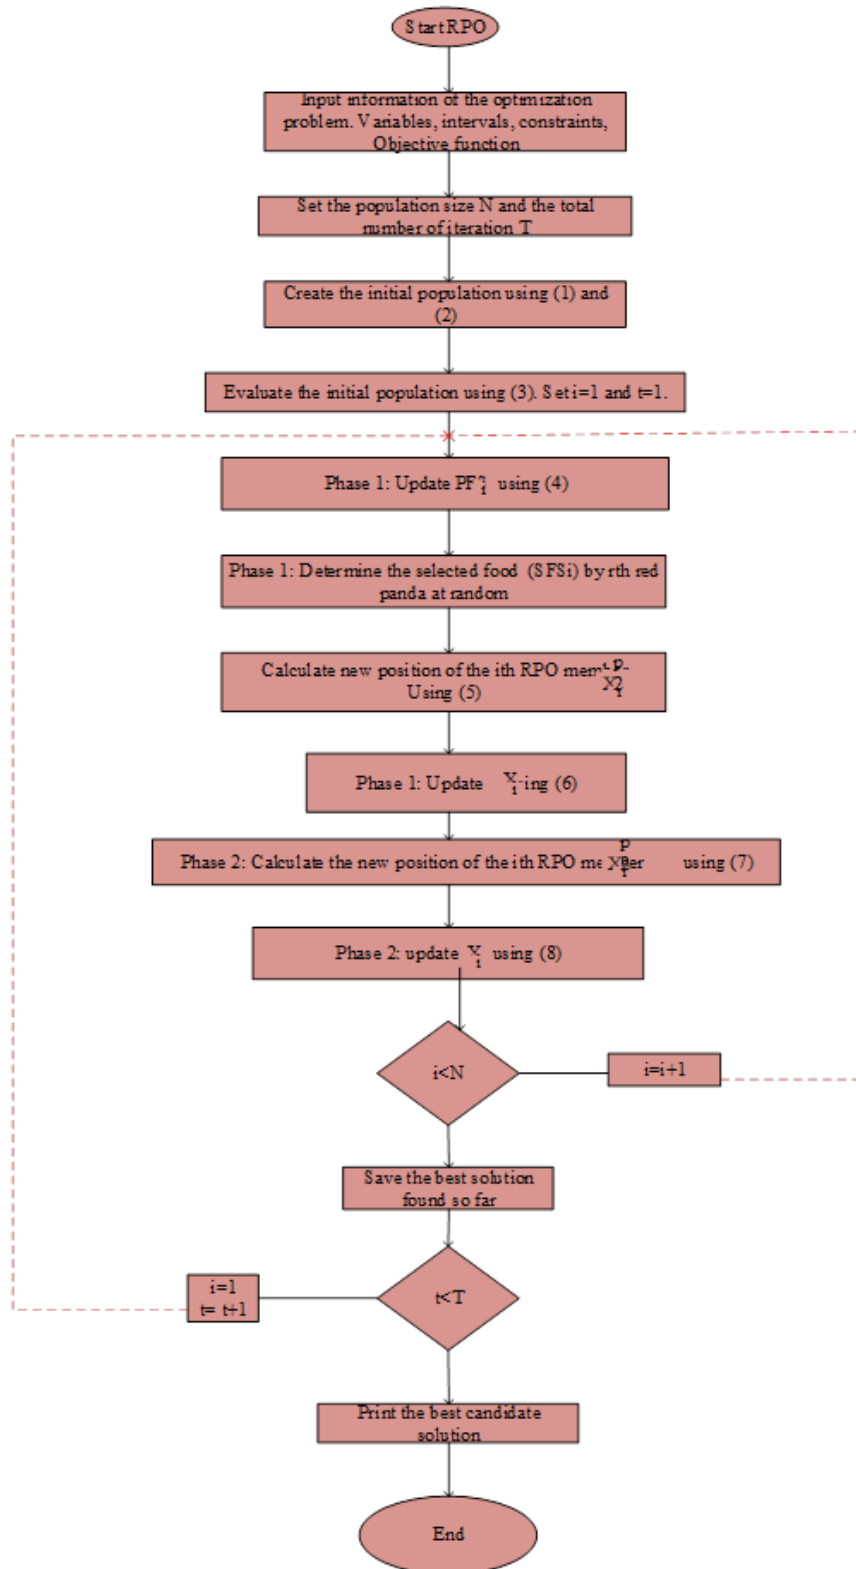 Start RPO
Input information of the optimization
problem. Variables, intervals, constraints,
Objective function
Set the population size N and the total
number of iteration T
Create the initial population using (1) and
(2)
Evaluate the initial population using (3). Set i=1 and t=1.
Phase 1: Update PF i using (4)
Phase 1: Determine the selected food (SFSi) by rth red
panda at random
Calculate new position of the ith RPO
Using (5)
Phase 1: Update X i ing (6)
Phase 2: Calculate the new position of the ith RPO using (7)
Phase 2: update X i using (8)
i<N
i=i+1
Save the best solution
found so far
i=1
t= t+1
t<T
Print the best candidate
solution
End